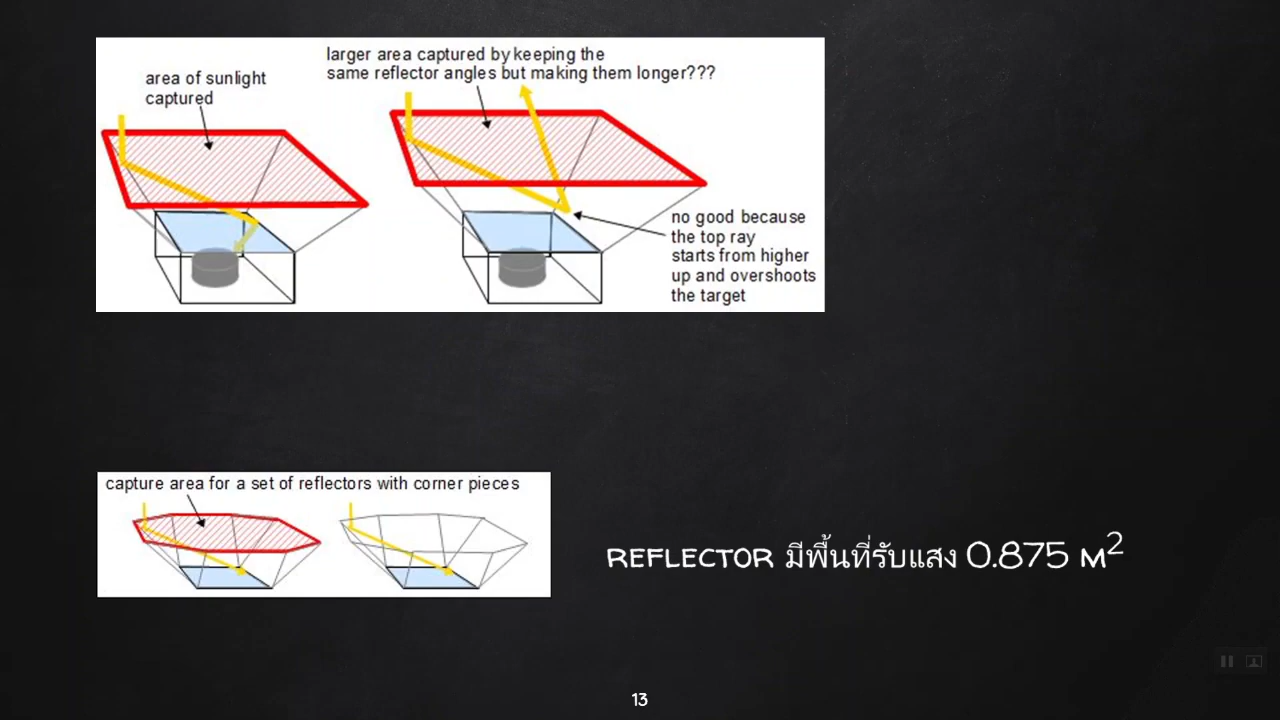 area of sunlight
captured
larger area captured by keeping the
same reflector angles but making them longer???
no good because
the top ray
starts from higher
up and overshoots
the target
capture area for a set of reflectors with corner pieces
REFLECTOR มีพื้นที่รับแสง 0.875 M²
13